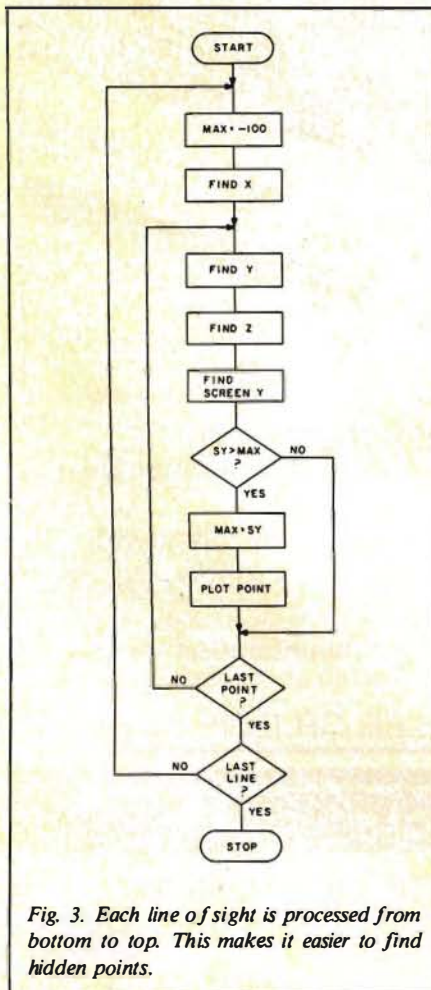 START
MAX=-100
FIND X
FIND Y
FIND Z
FIND
SCREEN Y
SY>MAX
?
NO
YES
MAX=SY
PLOT POINT
LAST
POINT
?
NO
YES
LAST
LINE
?
NO
YES
STOP
Fig. 3. Each line of sight is processed from
bottom to top. This makes it easier to find
hidden points.